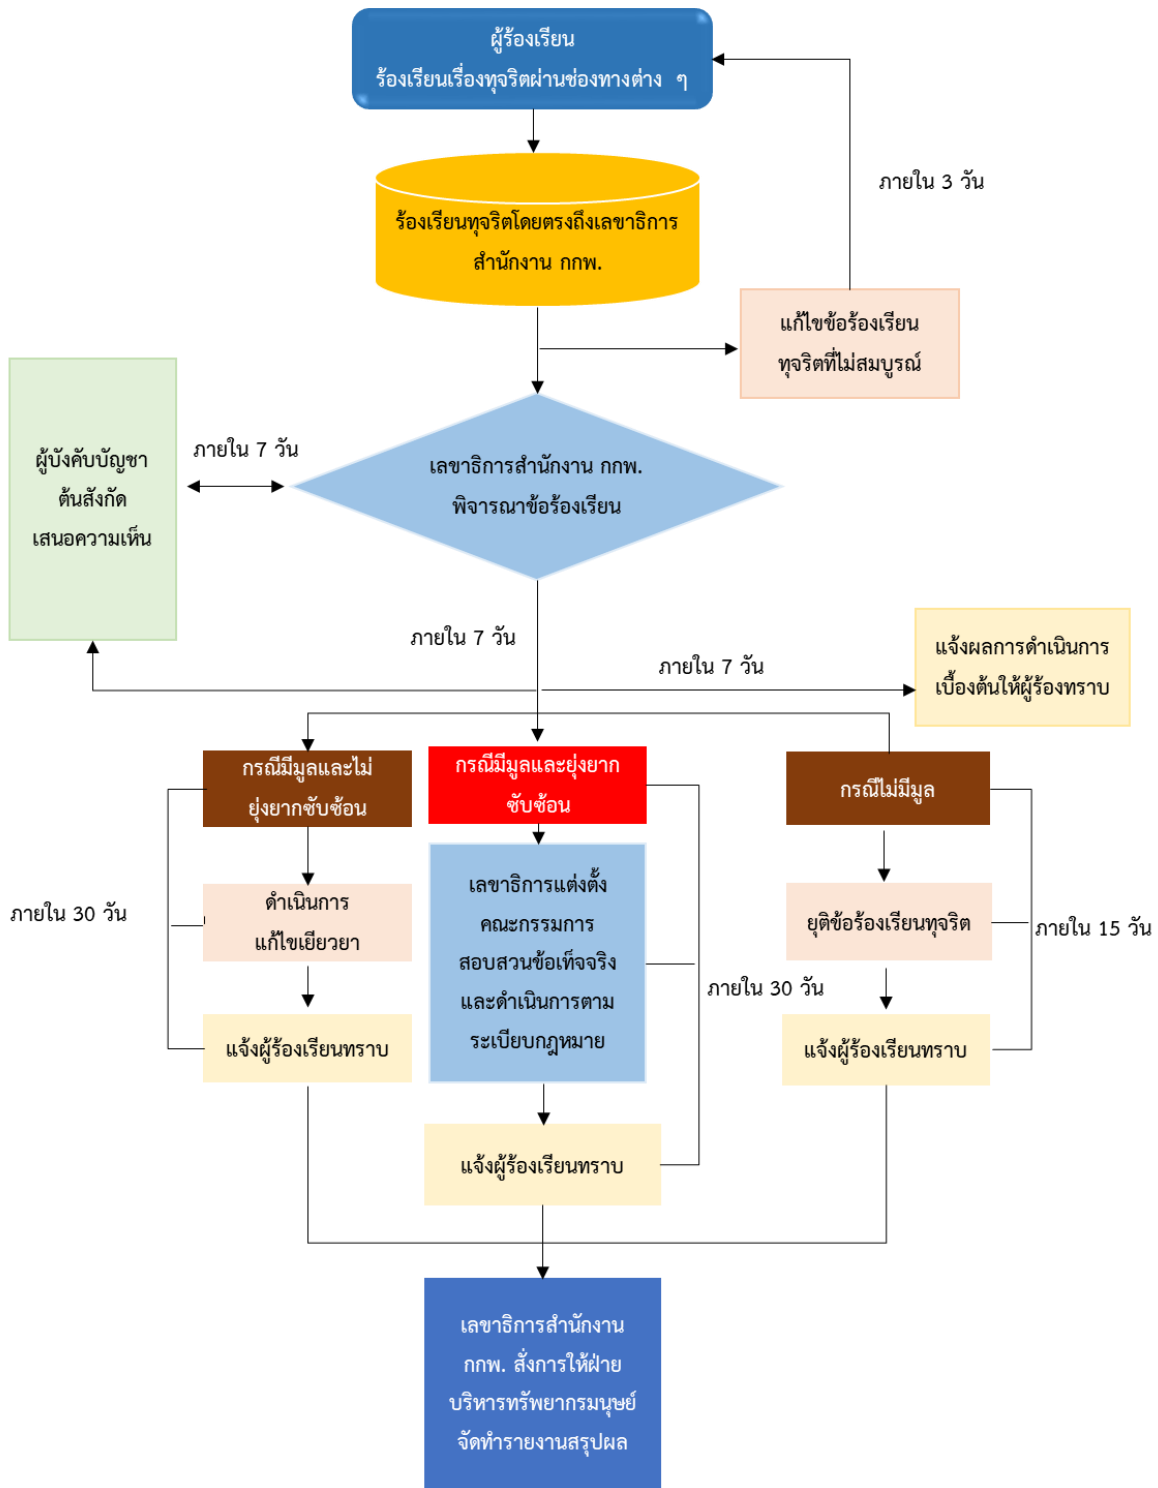 ผู้ร้องเรียน
ร้องเรียนเรื่องทุจริตผ่านช่องทางต่าง ๆ
ภายใน 3 วัน
ร้องเรียนทุจริตโดยตรงถึงเลขาธิการ
สำนักงาน กกพ.
แก้ไขข้อร้องเรียน
ทุจริตที่ไม่สมบูรณ์
ผู้บังคับบัญชา
ต้นสังกัด
เสนอความเห็น
ภายใน 7 วัน
เลขาธิการสำนักงาน กกพ.
พิจารณาข้อร้องเรียน
ภายใน 7 วัน
ภายใน 7 วัน
แจ้งผลการดำเนินการ
เบื้องต้นให้ผู้ร้องทราบ
กรณีมีมูลและไม่
ยุ่งยากซับซ้อน
กรณีมีมูลและยุ่งยาก
ซับซ้อน
กรณีไม่มีมูล
ภายใน 30 วัน
ดำเนินการ
แก้ไขเยียวยา
เลขาธิการแต่งตั้ง
คณะกรรมการ
สอบสวนข้อเท็จจริง
และดำเนินการตาม
ระเบียบกฎหมาย
ภายใน 30 วัน
ยุติข้อร้องเรียนทุจริต
ภายใน 15 วัน
แจ้งผู้ร้องเรียนทราบ
แจ้งผู้ร้องเรียนทราบ
แจ้งผู้ร้องเรียนทราบ
เลขาธิการสำนักงาน
กกพ. สั่งการให้ฝ่าย
บริหารทรัพยากรมนุษย์
จัดทำรายงานสรุปผล